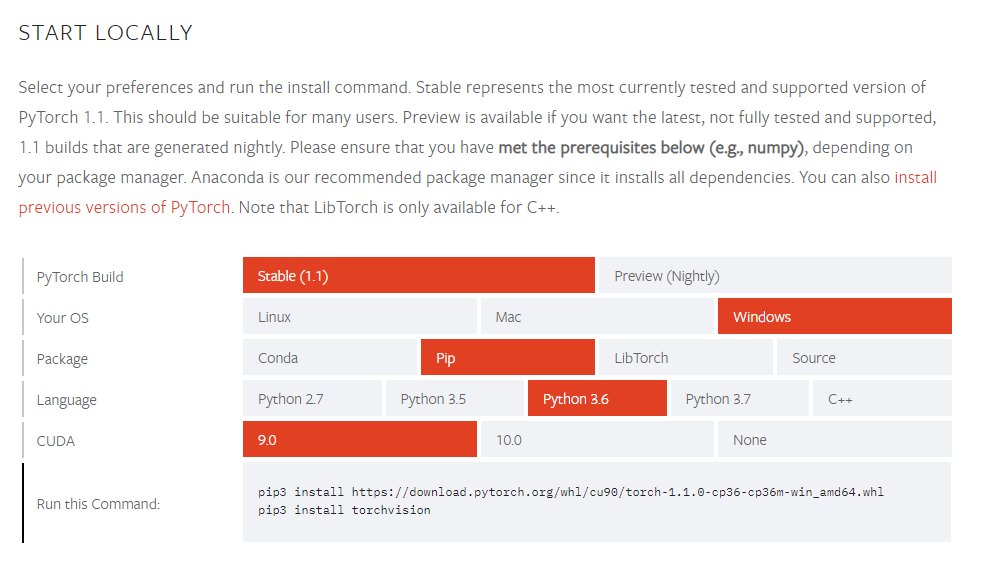 START LOCALLY
Select your preferences and run the install command. Stable represents the most currently tested and supported version of
PyTorch 1.1. This should be suitable for many users. Preview is available if you want the latest, not fully tested and supported,
1.1 builds that are generated nightly. Please ensure that you have met the prerequisites below (e.g., numpy), depending on
your package manager. Anaconda is our recommended package manager since it installs all dependencies. You can also install
previous versions of PyTorch. Note that LibTorch is only available for C++.
PyTorch Build Stable (1.1) Preview (Nightly)
Your OS Linux Mac Windows
Package Conda Pip LibTorch Source
Language Python 2.7 Python 3.5 Python 3.6 Python 3.7 C++
CUDA 9.0 10.0 None
pip3 install https://download.pytorch.org/whl/cu90/torch-1.1.0-cp36-cp36m-win_amd64.whl
Run this Command:
pip3 install torchvision